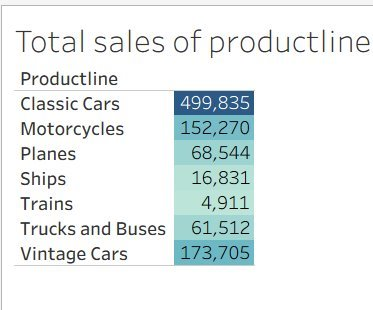 Total sales of productline
Productline
Classic Cars 499,835
Motorcycles 152,270
Planes 68,544
Ships 16,831
Trains 4,911
Trucks and Buses 61,512
Vintage Cars 173,705